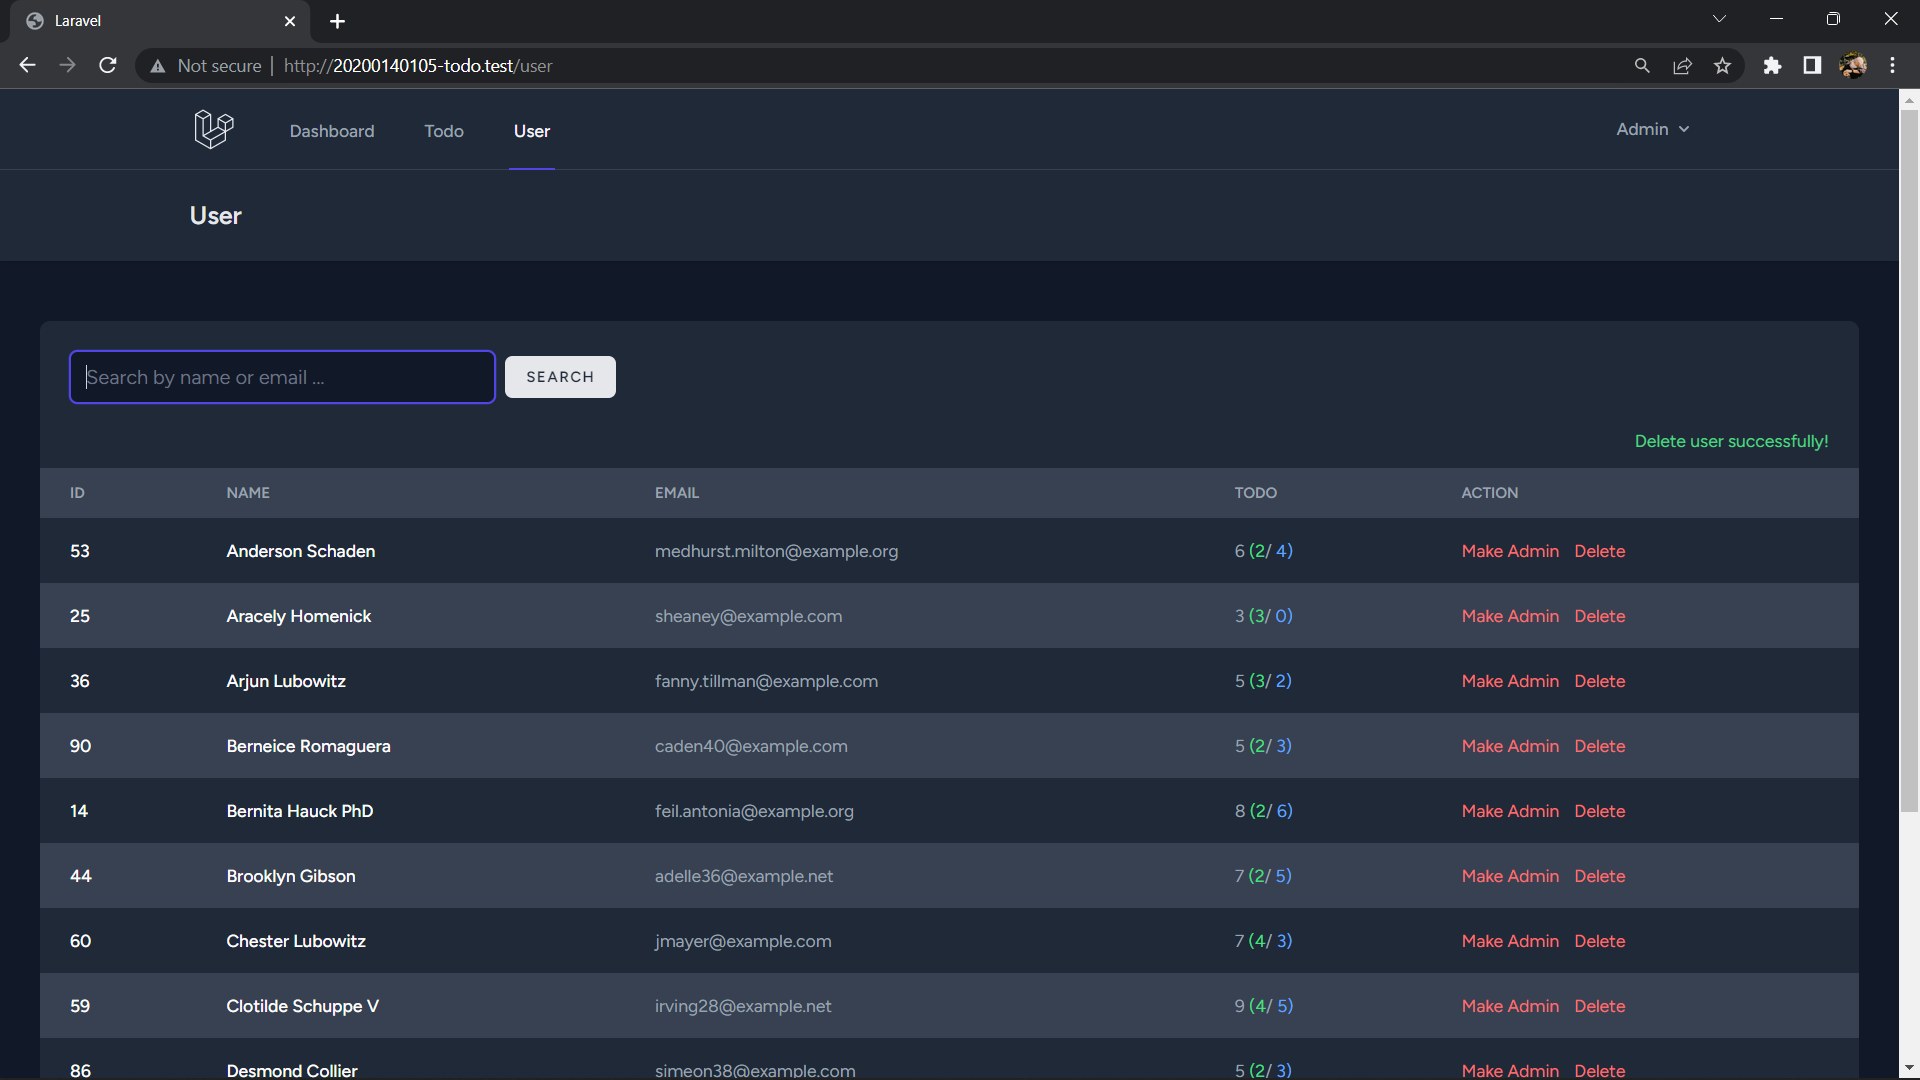 Laravel
Not secure | http://20200140105-todo.test/user
Dashboard Todo User Admin
User
Search by name or email ... SEARCH
Delete user successfully!
ID NAME EMAIL TODO ACTION
53 Anderson Schaden medhurst.milton@example.org 6 (2/ 4) Make Admin Delete
25 Aracely Homenick sheaney@example.com 3 (3/ 0) Make Admin Delete
36 Arjun Lubowitz fanny.tillman@example.com 5 (3/ 2) Make Admin Delete
90 Berneice Romaguera caden40@example.com 5 (2/ 3) Make Admin Delete
14 Bernita Hauck PhD feil.antonia@example.org 8 (2/ 6) Make Admin Delete
44 Brooklyn Gibson adelle36@example.net 7 (2/ 5) Make Admin Delete
60 Chester Lubowitz jmayer@example.com 7 (4/ 3) Make Admin Delete
59 Clotilde Schuppe V irving28@example.net 9 (4/ 5) Make Admin Delete
86 Desmond Collier simeon38@example.com 5 (2/ 3) Make Admin Delete